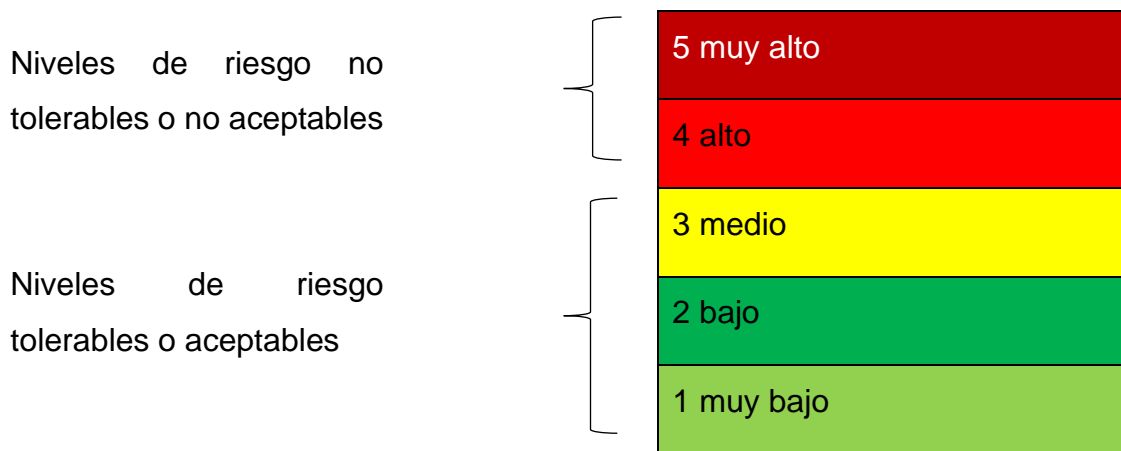 Niveles de riesgo no
tolerables o no aceptables
5 muy alto
4 alto
Niveles de riesgo
tolerables o aceptables
3 medio
2 bajo
1 muy bajo